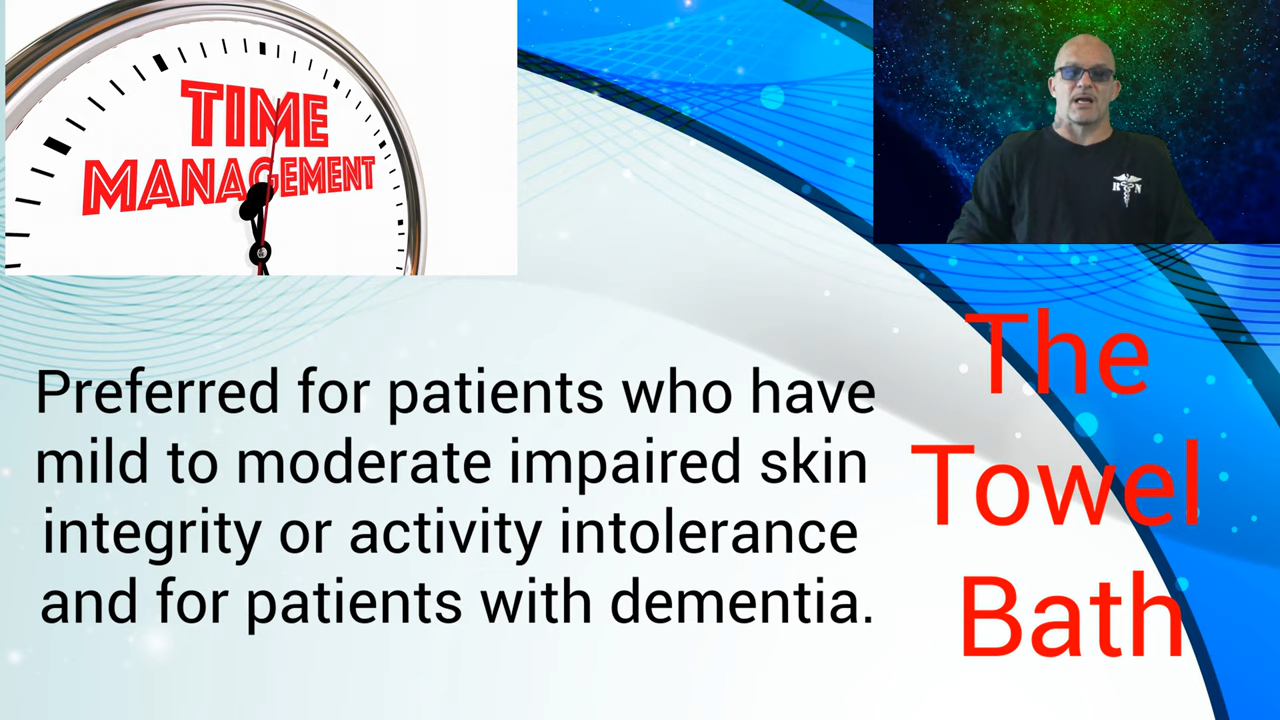 TIME
MANAGEMENT
R N
Preferred for patients who have
mild to moderate impaired skin
integrity or activity intolerance
and for patients with dementia.
The
Towel
Bath